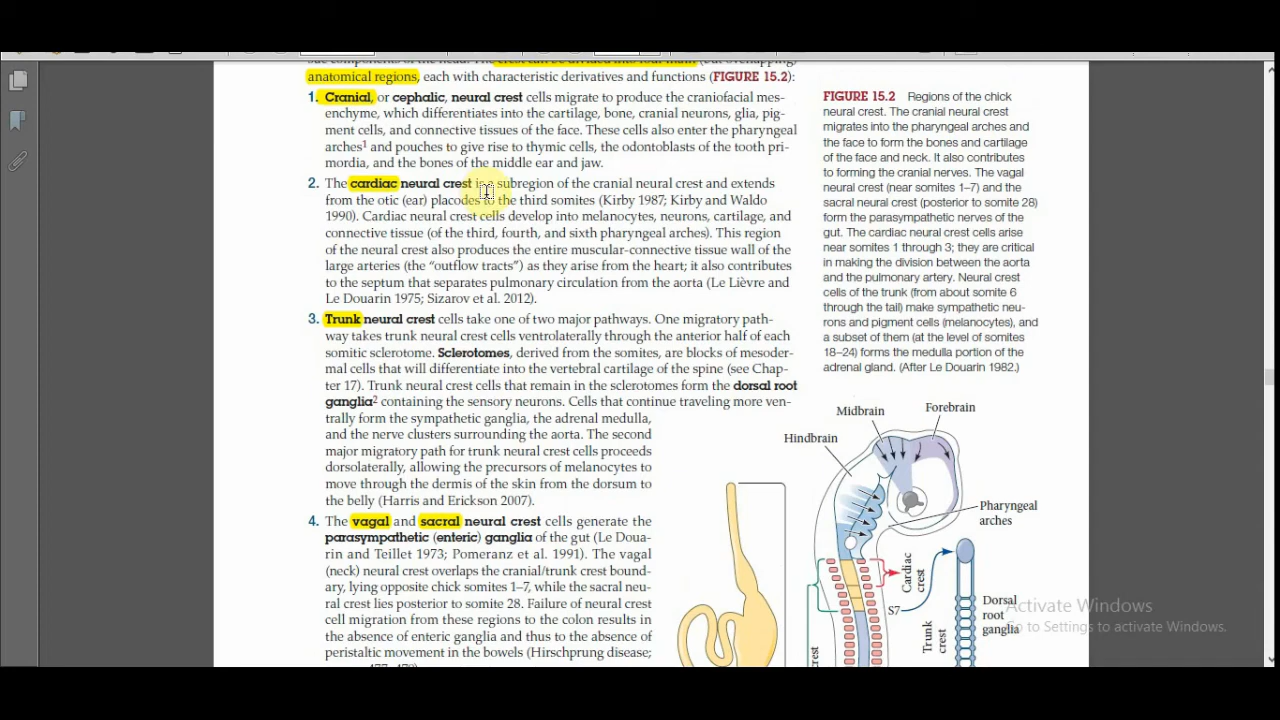 sue components of the head. The crest can be divided into four main (but overlapping)
anatomical regions, each with characteristic derivatives and functions (FIGURE 15.2):
1. Cranial, or cephalic, neural crest cells migrate to produce the craniofacial mes-
enchyme, which differentiates into the cartilage, bone, cranial neurons, glia, pig-
ment cells, and connective tissues of the face. These cells also enter the pharyngeal
arches1 and pouches to give rise to thymic cells, the odontoblasts of the tooth pri-
mordia, and the bones of the middle ear and jaw.
2. The cardiac neural crest is a subregion of the cranial neural crest and extends
from the otic (ear) placodes to the third somites (Kirby 1987; Kirby and Waldo
1990). Cardiac neural crest cells develop into melanocytes, neurons, cartilage, and
connective tissue (of the third, fourth, and sixth pharyngeal arches). This region
of the neural crest also produces the entire muscular-connective tissue wall of the
large arteries (the “outflow tracts”) as they arise from the heart; it also contributes
to the septum that separates pulmonary circulation from the aorta (Le Lièvre and
Le Douarin 1975; Sizarov et al. 2012).
3. Trunk neural crest cells take one of two major pathways. One migratory path-
way takes trunk neural crest cells ventrolaterally through the anterior half of each
somitic sclerotome. Sclerotomes, derived from the somites, are blocks of mesoder-
mal cells that will differentiate into the vertebral cartilage of the spine (see Chap-
ter 17). Trunk neural crest cells that remain in the sclerotomes form the dorsal root
ganglia2 containing the sensory neurons. Cells that continue traveling more ven-
trally form the sympathetic ganglia, the adrenal medulla,
and the nerve clusters surrounding the aorta. The second
major migratory path for trunk neural crest cells proceeds
dorsolaterally, allowing the precursors of melanocytes to
move through the dermis of the skin from the dorsum to
the belly (Harris and Erickson 2007).
4. The vagal and sacral neural crest cells generate the
parasympathetic (enteric) ganglia of the gut (Le Doua-
rin and Teillet 1973; Pomeranz et al. 1991). The vagal
(neck) neural crest overlaps the cranial/trunk crest bound-
ary, lying opposite chick somites 1–7, while the sacral neu-
ral crest lies posterior to somite 28. Failure of neural crest
cell migration from these regions to the colon results in
the absence of enteric ganglia and thus to the absence of
peristaltic movement in the bowels (Hirschprung disease;
FIGURE 15.2 Regions of the chick
neural crest. The cranial neural crest
migrates into the pharyngeal arches and
the face to form the bones and cartilage
of the face and neck. It also contributes
to forming the cranial nerves. The vagal
neural crest (near somites 1–7) and the
sacral neural crest (posterior to somite 28)
form the parasympathetic nerves of the
gut. The cardiac neural crest cells arise
near somites 1 through 3; they are critical
in making the division between the aorta
and the pulmonary artery. Neural crest
cells of the trunk (from about somite 6
through the tail) make sympathetic neu-
rons and pigment cells (melanocytes), and
a subset of them (at the level of somites
18–24) forms the medulla portion of the
adrenal gland. (After Le Douarin 1982.)
Midbrain
Forebrain
Hindbrain
Pharyngeal
arches
Cardiac
crest
S7
Dorsal
root
ganglia
Trunk
crest
crest
Activate Windows
Go to Settings to activate Windows.